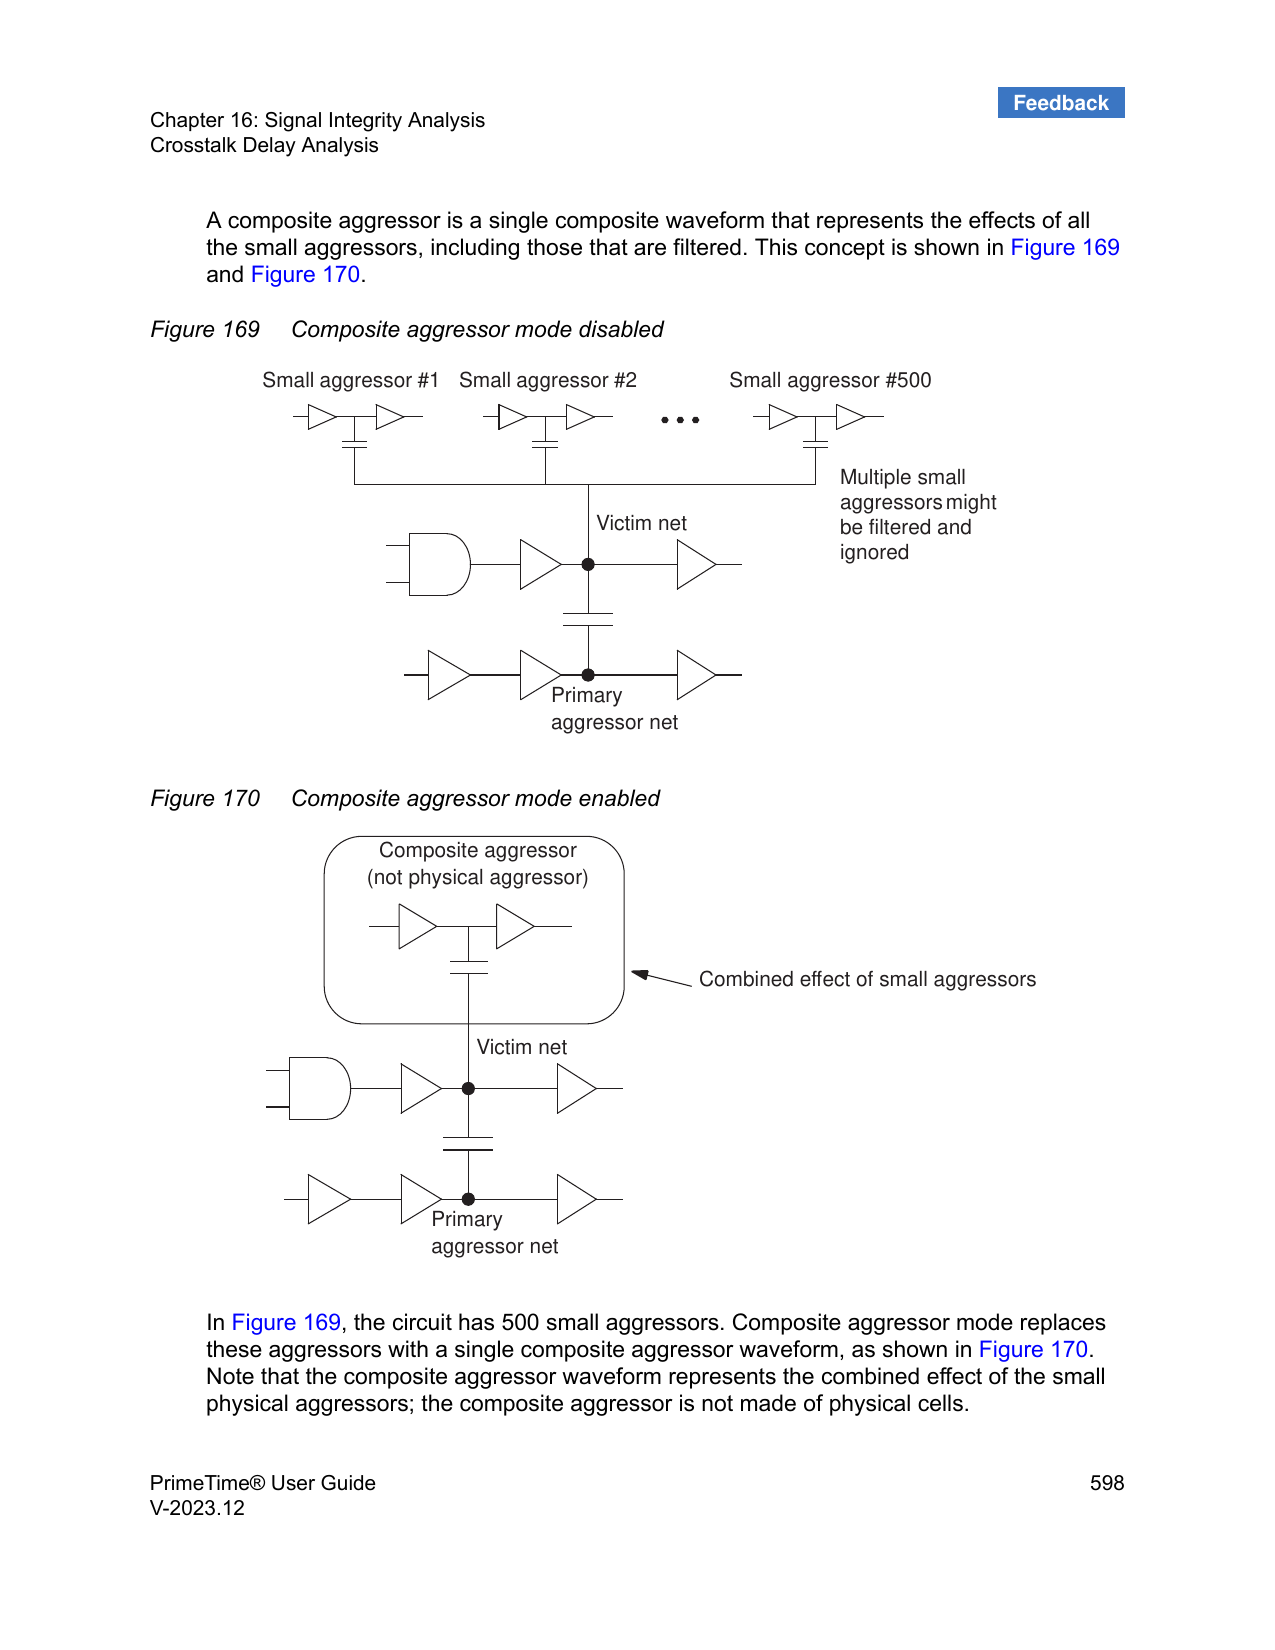 Feedback
Chapter 16: Signal Integrity Analysis
Crosstalk Delay Analysis
A composite aggressor is a single composite waveform that represents the effects of all
the small aggressors, including those that are filtered. This concept is shown in Figure 169
and Figure 170.
Figure 169 Composite aggressor mode disabled
Small aggressor #1 Small aggressor #2 Small aggressor #500
Multiple small
aggressors might
be filtered and
ignored
Victim net
Primary
aggressor net
Figure 170 Composite aggressor mode enabled
Composite aggressor
(not physical aggressor)
Combined effect of small aggressors
Victim net
Primary
aggressor net
In Figure 169, the circuit has 500 small aggressors. Composite aggressor mode replaces
these aggressors with a single composite aggressor waveform, as shown in Figure 170.
Note that the composite aggressor waveform represents the combined effect of the small
physical aggressors; the composite aggressor is not made of physical cells.
PrimeTime® User Guide 598
V-2023.12